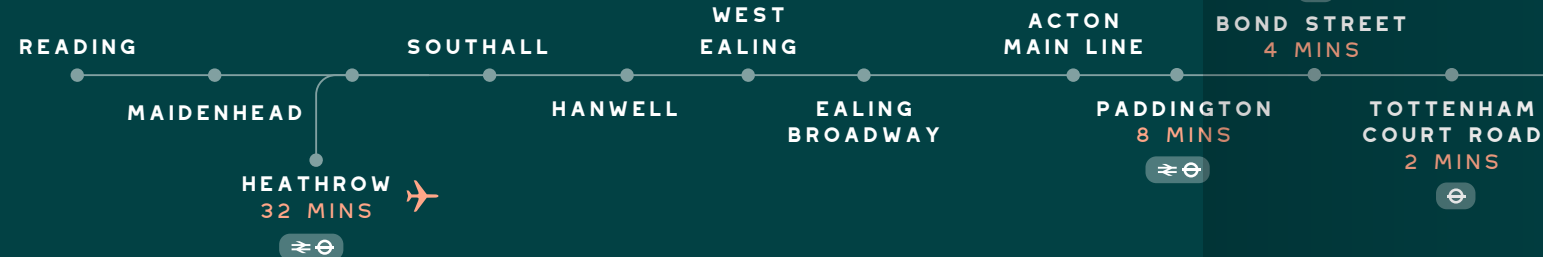 READING
MAIDENHEAD
HEATHROW
32 MINS
SOUTHALL
HANWELL
WEST
EALING
EALING
BROADWAY
ACTON
MAIN LINE
PADDINGTON
8 MINS
BOND STREET
4 MINS
TOTTENHAM
COURT ROAD
2 MINS